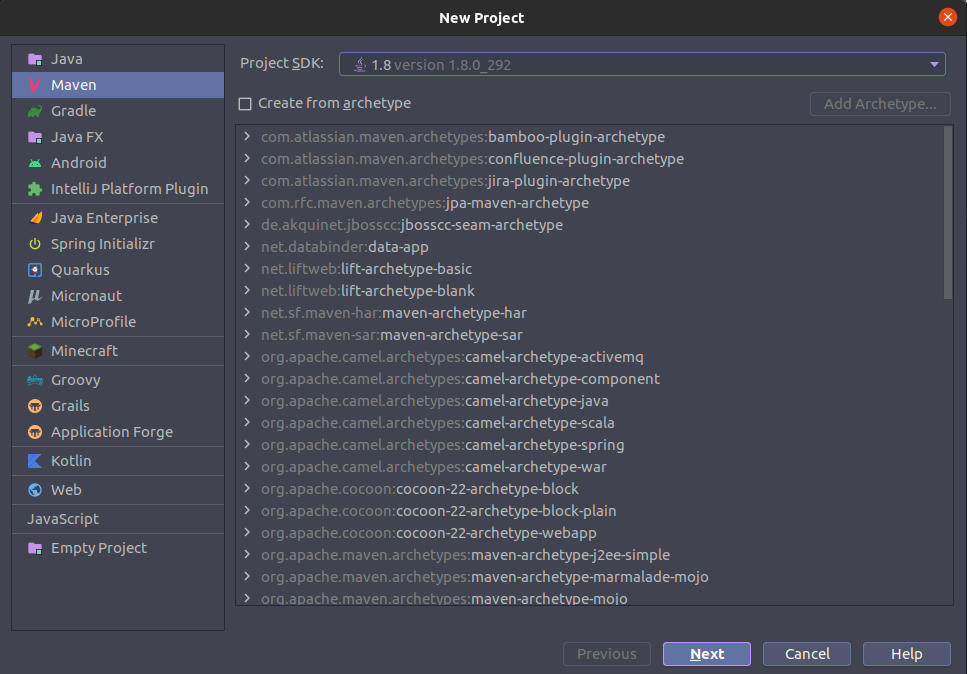 New Project
Java
Maven
Gradle
Java FX
Android
IntelliJ Platform Plugin
Java Enterprise
Spring Initializr
Quarkus
Micronaut
MicroProfile
Minecraft
Groovy
Grails
Application Forge
Kotlin
Web
JavaScript
Empty Project
Project SDK: 1.8 version 1.8.0_292
Create from archetype Add Archetype...
com.atlassian.maven.archetypes:bamboo-plugin-archetype
com.atlassian.maven.archetypes:confluence-plugin-archetype
com.atlassian.maven.archetypes:jira-plugin-archetype
com.rfc.maven.archetypes:jpa-maven-archetype
de.akquinet.jbosscc:jbosscc-seam-archetype
net.databinder:data-app
net.liftweb:lift-archetype-basic
net.liftweb:lift-archetype-blank
net.sf.maven-har:maven-archetype-har
net.sf.maven-sar:maven-archetype-sar
org.apache.camel.archetypes:camel-archetype-activemq
org.apache.camel.archetypes:camel-archetype-component
org.apache.camel.archetypes:camel-archetype-java
org.apache.camel.archetypes:camel-archetype-scala
org.apache.camel.archetypes:camel-archetype-spring
org.apache.camel.archetypes:camel-archetype-war
org.apache.cocoon:cocoon-22-archetype-block
org.apache.cocoon:cocoon-22-archetype-block-plain
org.apache.cocoon:cocoon-22-archetype-webapp
org.apache.maven.archetypes:maven-archetype-j2ee-simple
org.apache.maven.archetypes:maven-archetype-marmalade-mojo
org.apache.maven.archetypes:maven-archetype-mojo
Previous Next Cancel Help